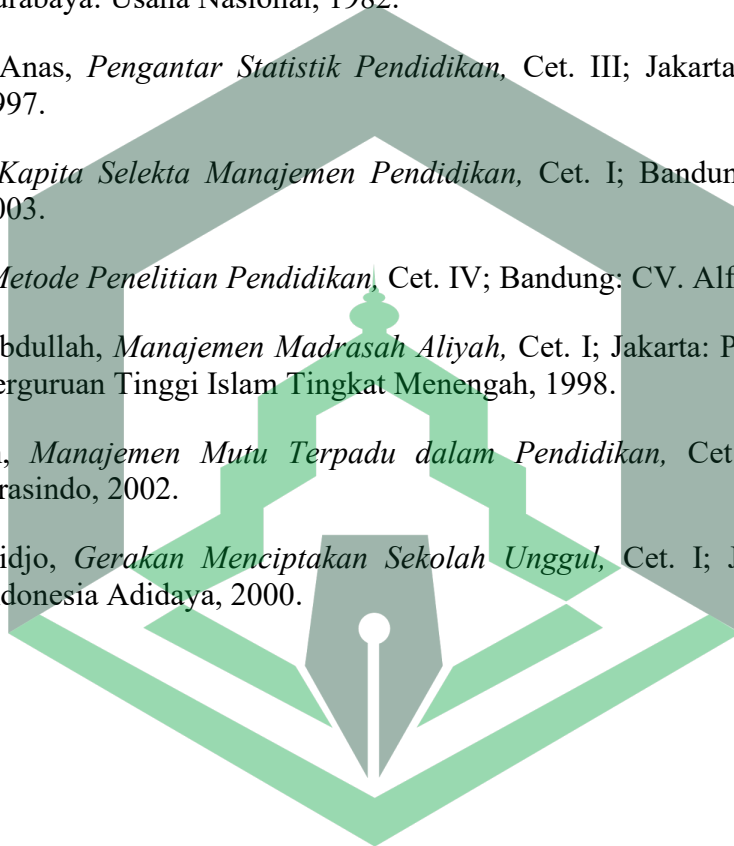 urabaya: Usaha Nasional, 1982.
Anas, Pengantar Statistik Pendidikan, Cet. III; Jakarta
997.
Kapita Selekta Manajemen Pendidikan, Cet. I; Bandun
003.
Metode Penelitian Pendidikan, Cet. IV; Bandung: CV. Alf
bdullah, Manajemen Madrasah Aliyah, Cet. I; Jakarta: P
erguruan Tinggi Islam Tingkat Menengah, 1998.
Manajemen Mutu Terpadu dalam Pendidikan, Cet
rasindo, 2002.
idjo, Gerakan Menciptakan Sekolah Unggul, Cet. I; J
donesia Adidaya, 2000.